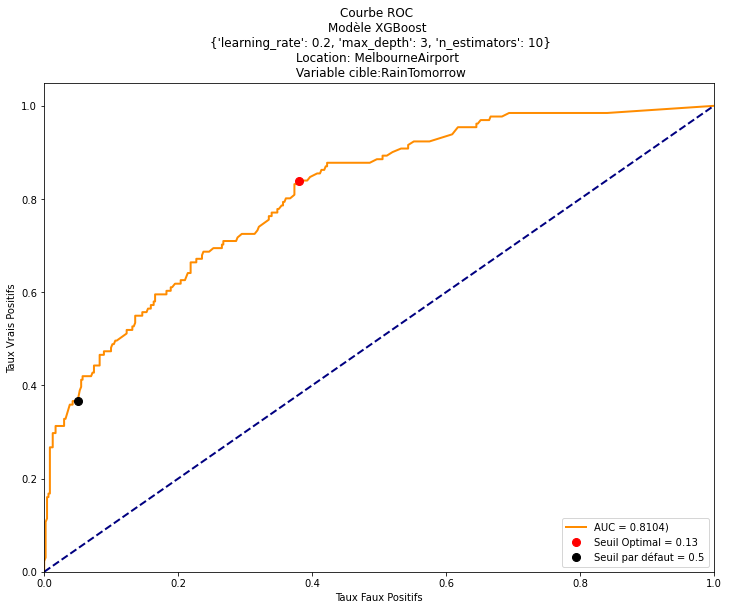 Courbe ROC
Modèle XGBoost
{'learning_rate': 0.2, 'max_depth': 3, 'n_estimators': 10}
Location: MelbourneAirport
Variable cible:RainTomorrow
1.0
0.8
0.6
0.4
0.2
0.0
Taux Vrais Positifs
AUC = 0.8104)
Seuil Optimal = 0.13
Seuil par défaut = 0.5
0.0 0.2 0.4 0.6 0.8 1.0
Taux Faux Positifs